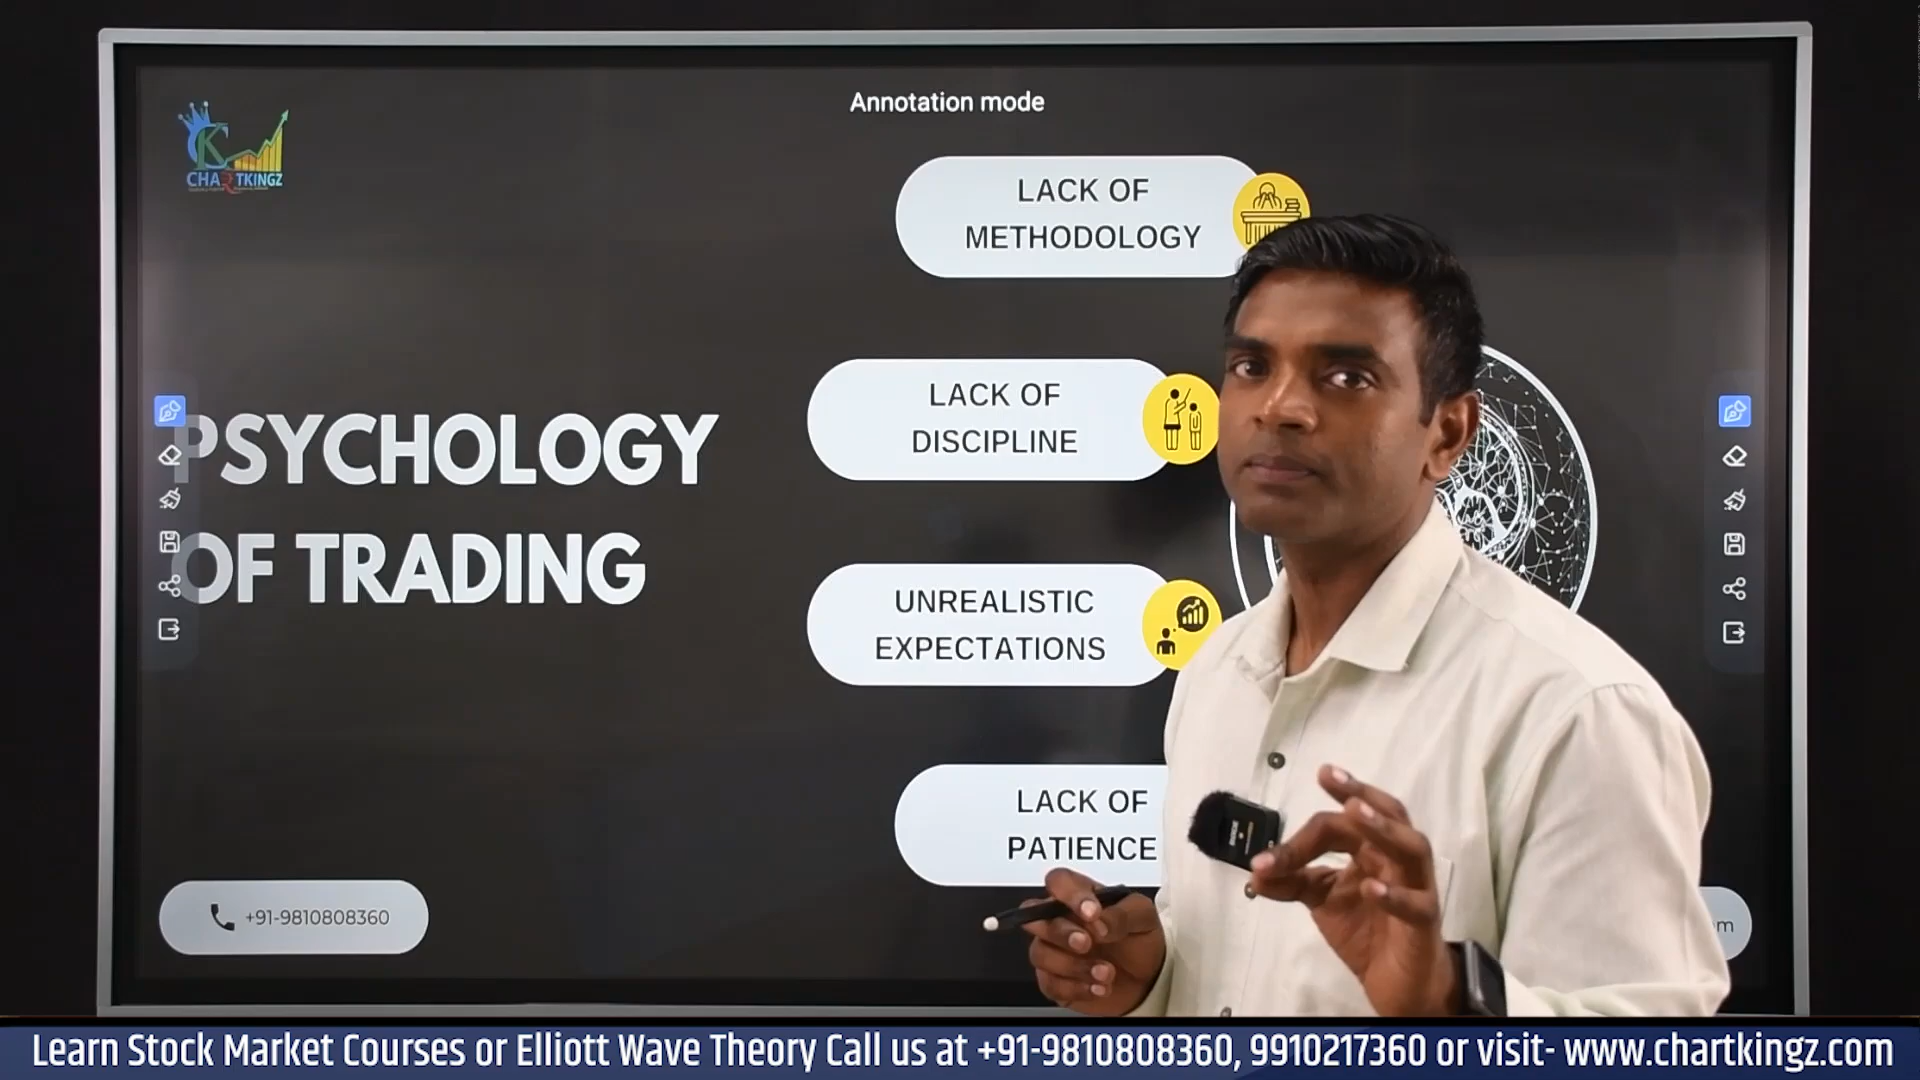 Annotation mode
CHARTKINGZ
LACK OF
METHODOLOGY
LACK OF
DISCIPLINE
PSYCHOLOGY
OF TRADING
UNREALISTIC
EXPECTATIONS
LACK OF
PATIENCE
+91-9810808360
m
Learn Stock Market Courses or Elliott Wave Theory Call us at +91-9810808360, 9910217360 or visit- www.chartkingz.com